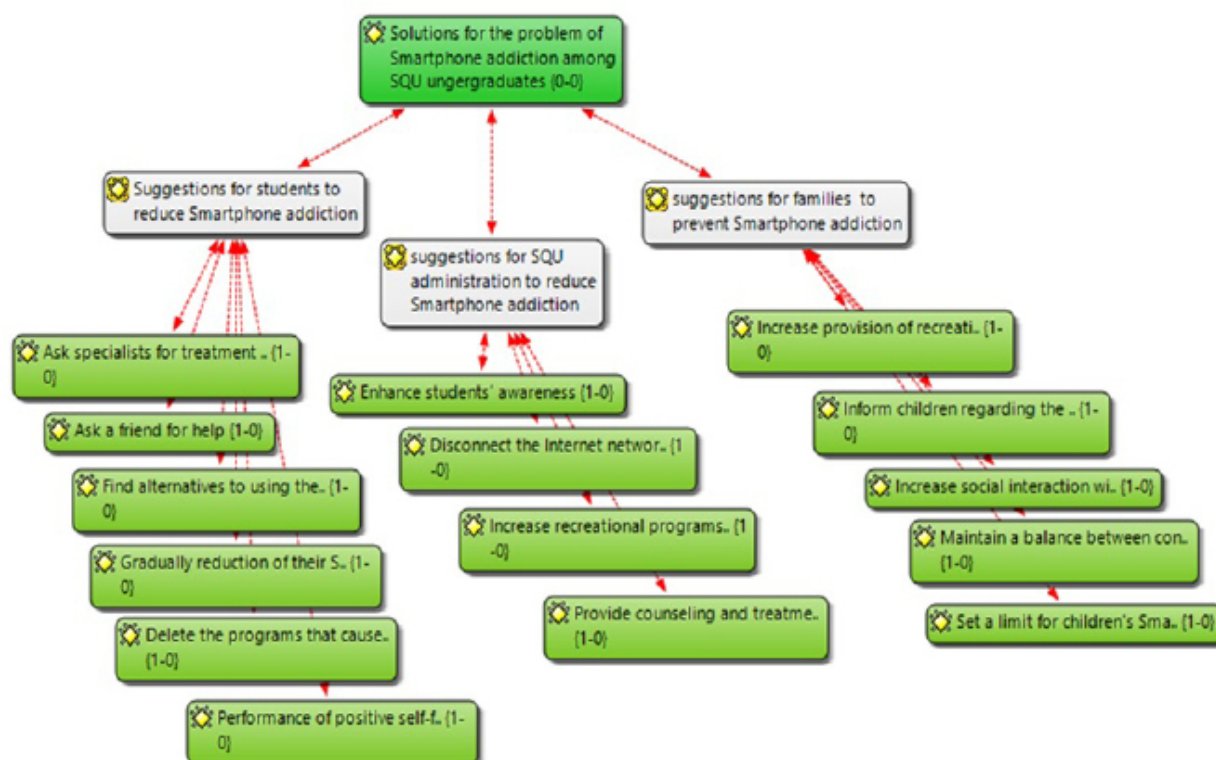 Solutions for the problem of
Smartphone addiction among
SQU ungergraduates {0-0}
Suggestions for students to
reduce Smartphone addiction
suggestions for SQU
administration to reduce
Smartphone addiction
suggestions for families to
prevent Smartphone addiction
Ask specialists for treatment .. {1-
0}
Ask a friend for help {1-0}
Find alternatives to using the.. {1-
0}
Gradually reduction of their S.. {1-
0}
Delete the programs that cause..
{1-0}
Performance of positive self-f.. {1-
0}
Enhance students' awareness {1-0}
Disconnect the Internet networ.. {1
-0}
Increase recreational programs.. {1
-0}
Provide counseling and treatme..
{1-0}
Increase provision of recreati.. {1-
0}
Inform children regarding the .. {1-
0}
Increase social interaction wi.. {1-0}
Maintain a balance between con..
{1-0}
Set a limit for children's Sma.. {1-0}